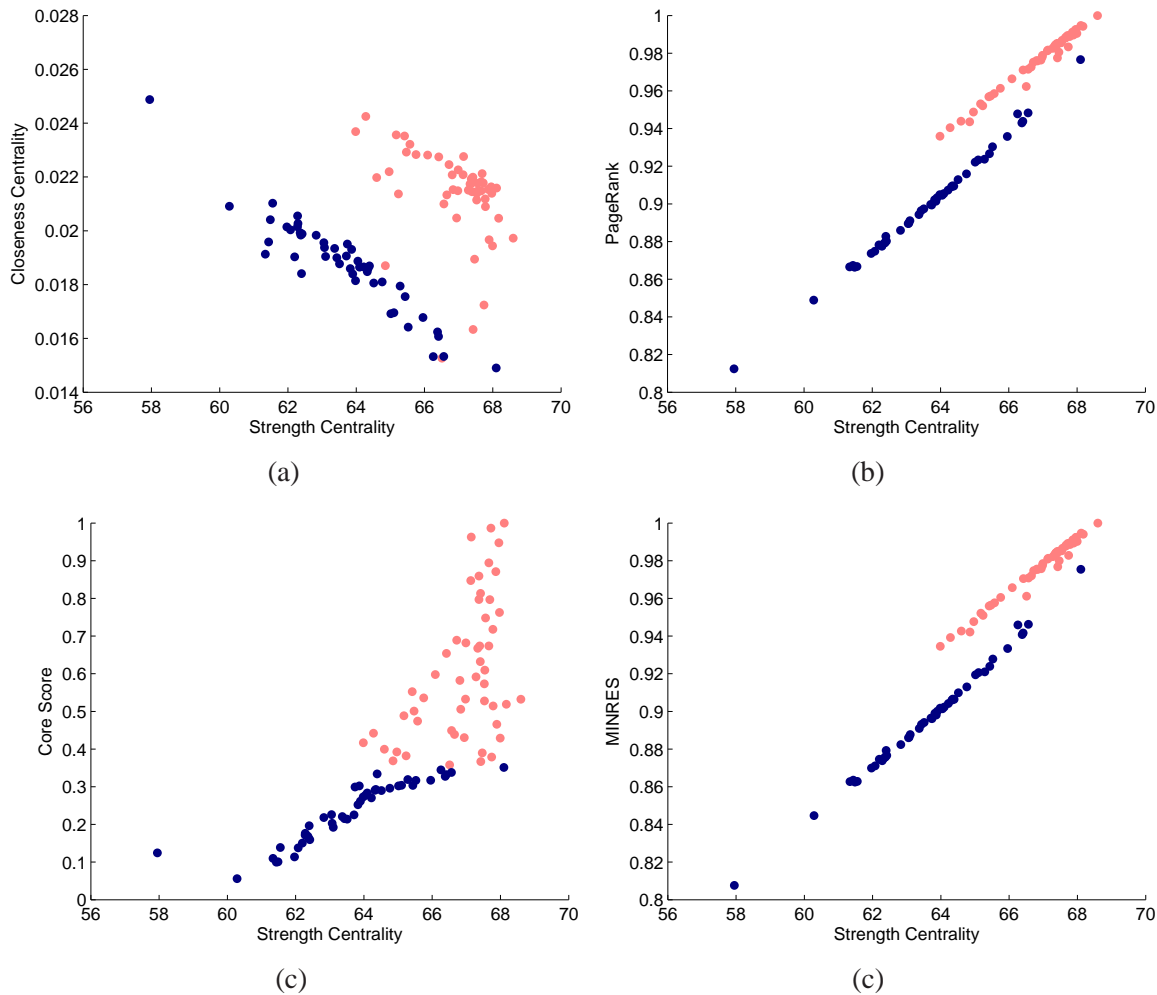 0.028
0.026
0.024
0.022
0.02
0.018
0.016
0.014
56 58 60 62 64 66 68 70
Closeness Centrality
Strength Centrality
(a)
1
0.98
0.96
0.94
0.92
0.9
0.88
0.86
0.84
0.82
0.8
56 58 60 62 64 66 68 70
PageRank
Strength Centrality
(b)
1
0.9
0.8
0.7
0.6
0.5
0.4
0.3
0.2
0.1
0
56 58 60 62 64 66 68 70
Core Score
Strength Centrality
(c)
1
0.98
0.96
0.94
0.92
0.9
0.88
0.86
0.84
0.82
0.8
56 58 60 62 64 66 68 70
MINRES
Strength Centrality
(c)